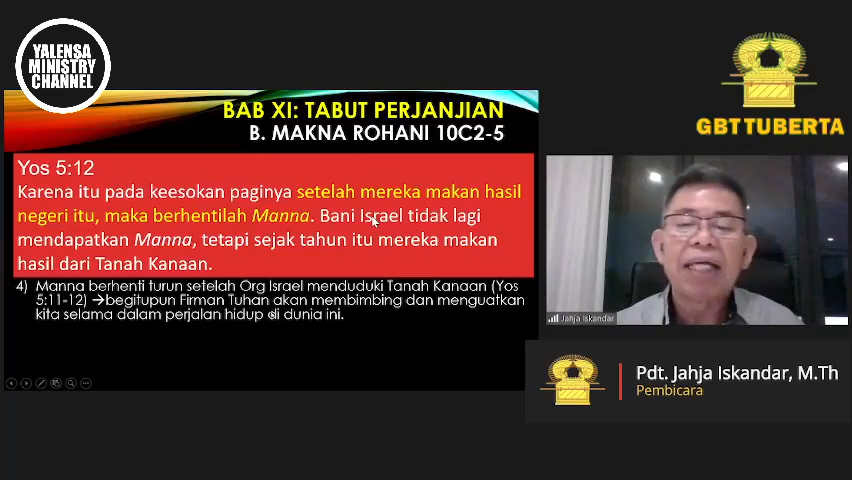 YALENSA
MINISTRY
CHANNEL
BAB XI: TABUT PERJANJIAN
B. MAKNA ROHANI 10C2-5
Yos 5:12
Karena itu pada keesokan paginya setelah mereka makan hasil
negeri itu, maka berhentilah Manna. Bani Israel tidak lagi
mendapatkan Manna, tetapi sejak tahun itu mereka makan
hasil dari Tanah Kanaan.
4) Manna berhenti turun setelah Org Israel menduduki Tanah Kanaan (Yos
5:11-12) →begitupun Firman Tuhan akan membimbing dan menguatkan
kita selama dalam perjalan hidup di dunia ini.
GBT TUBERTA
Jahja Iskandar
Pdt. Jahja Iskandar, M.Th
Pembicara